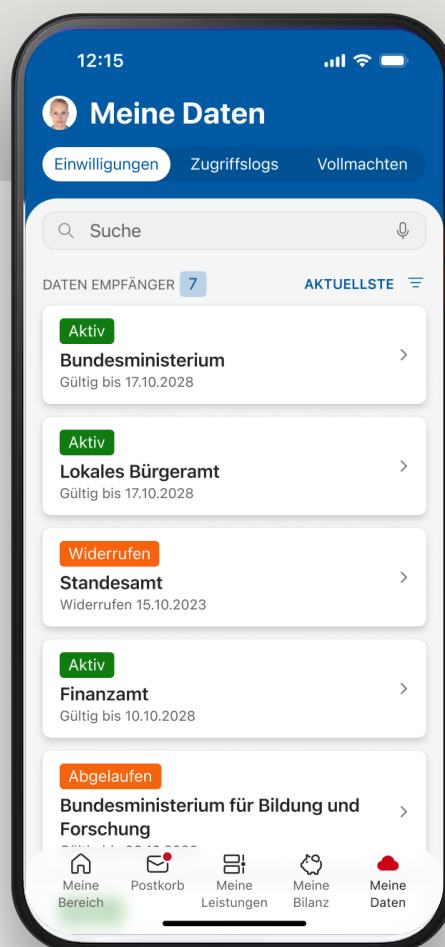 12:15
Meine Daten
Einwilligungen Zugriffslogs Vollmachten
Suche
DATEN EMPFÄNGER 7 AKTUELLSTE
Aktiv
Bundesministerium
Gültig bis 17.10.2028
Aktiv
Lokales Bürgeramt
Gültig bis 17.10.2028
Widerrufen
Standesamt
Widerrufen 15.10.2023
Aktiv
Finanzamt
Gültig bis 10.10.2028
Abgelaufen
Bundesministerium für Bildung und
Forschung
Meine Bereich
Postkorb
Meine Leistungen
Meine Bilanz
Meine Daten